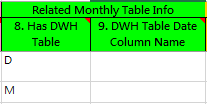 Related Monthly Table Info
8. Has DWH Table
9. DWH Table Date Column Name
D
M